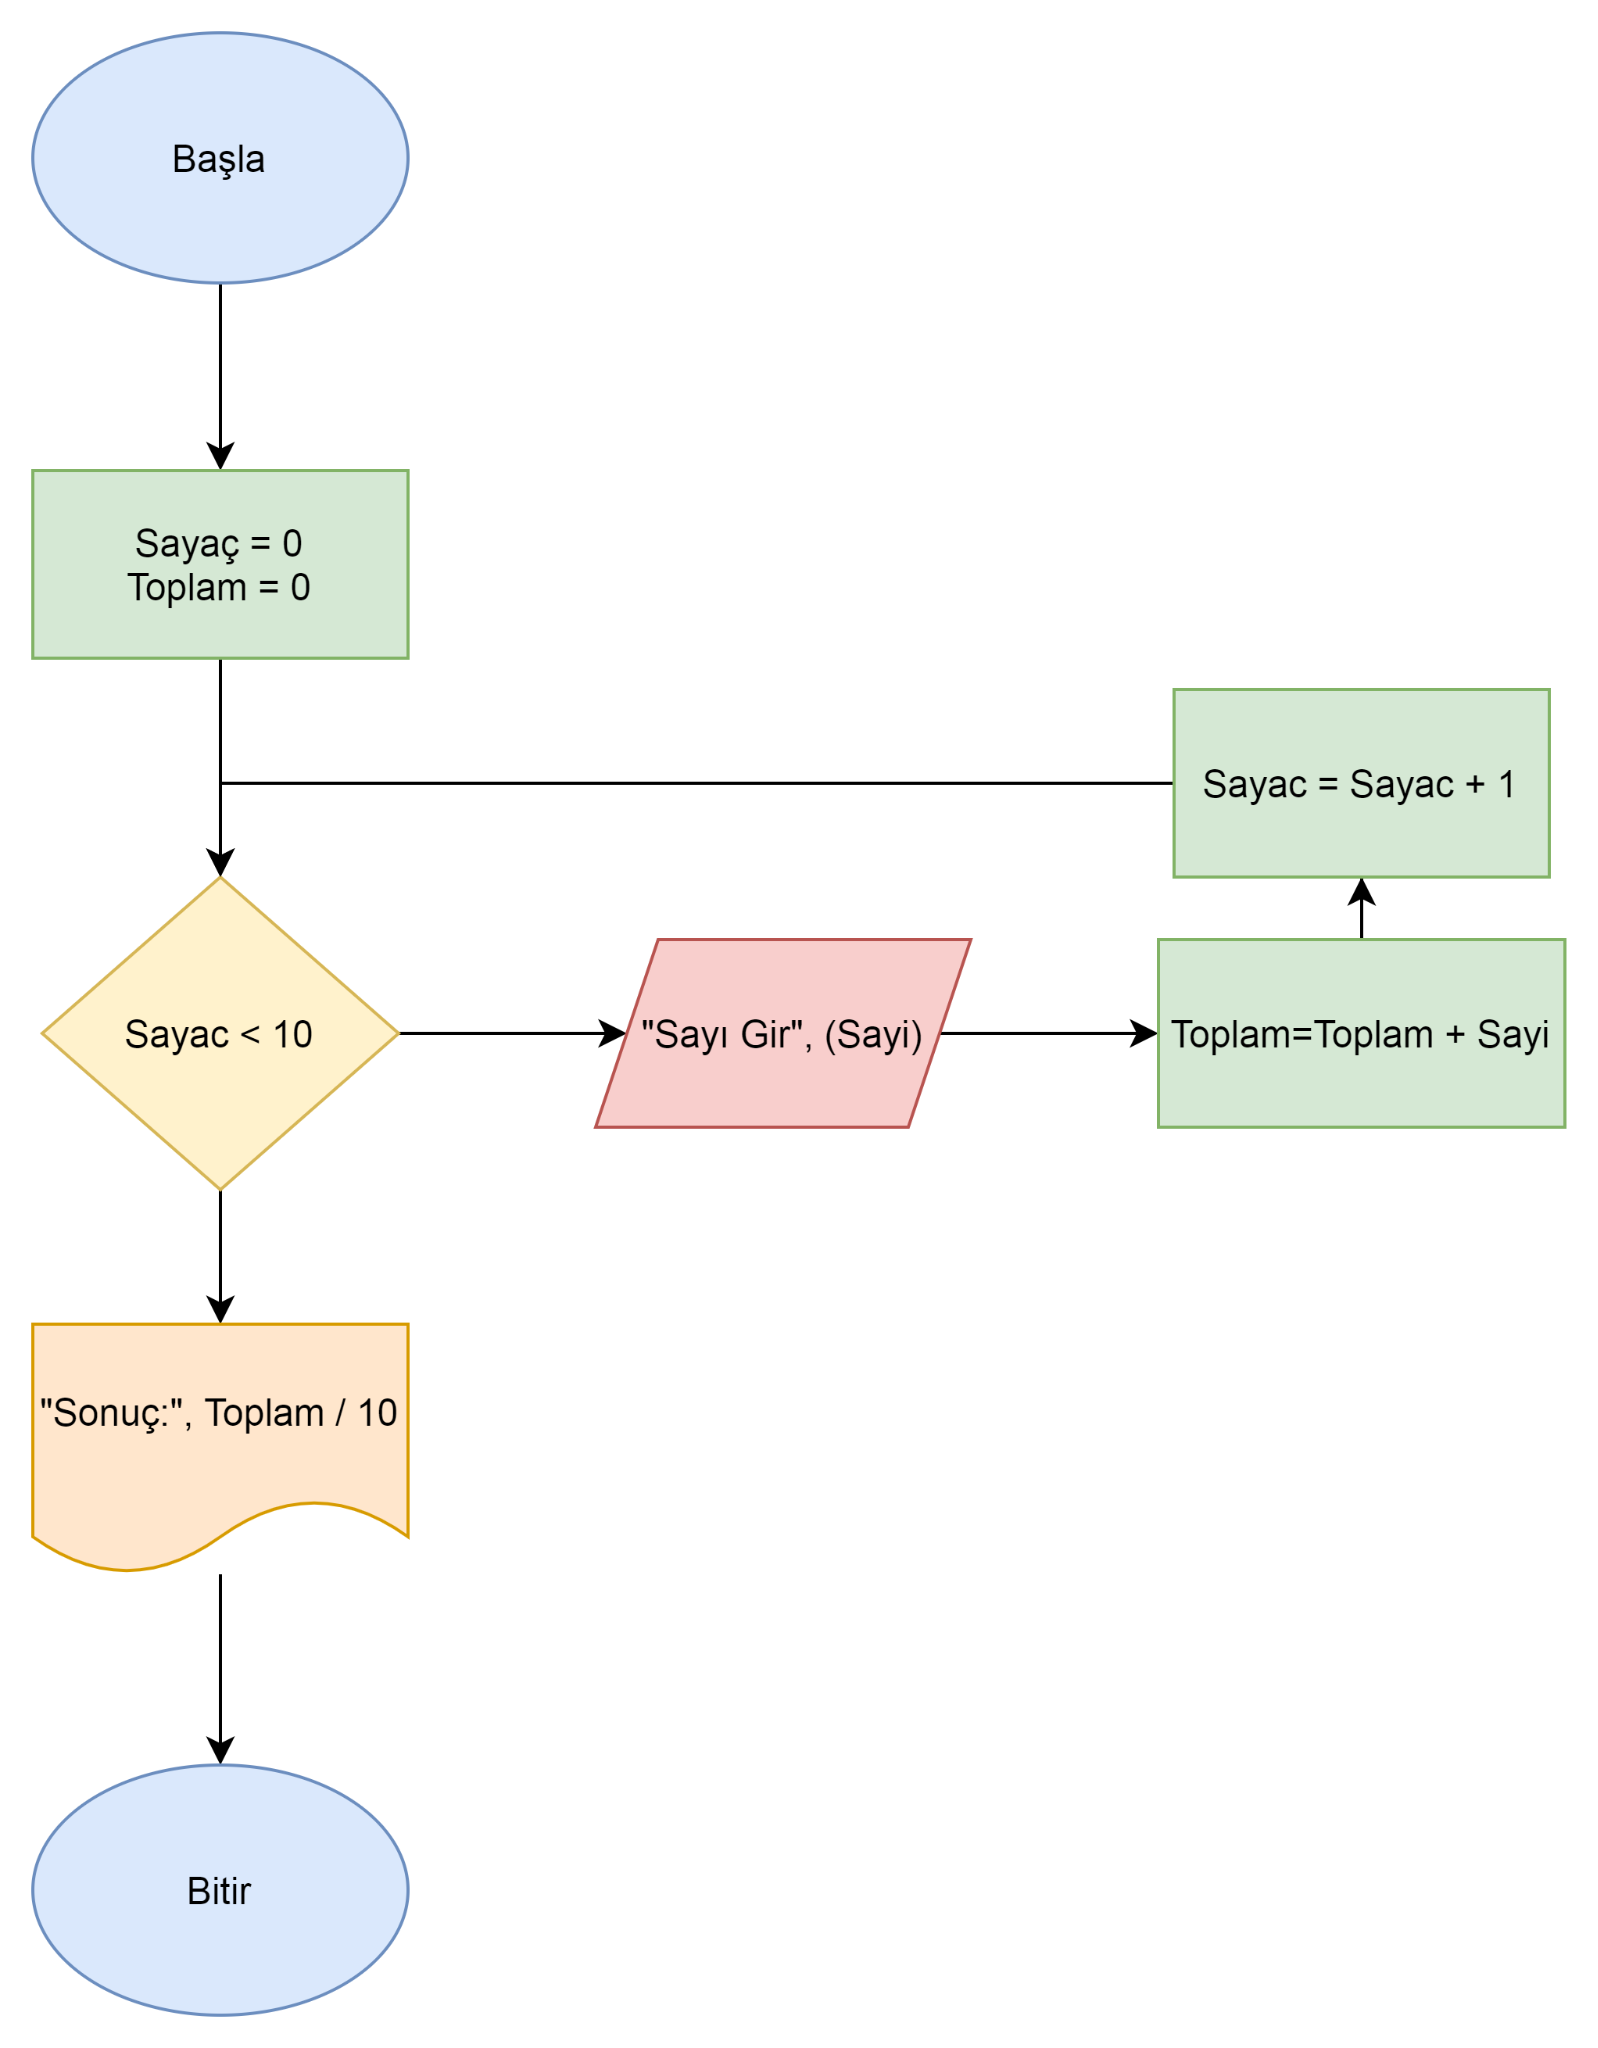 Başla
Sayaç = 0
Toplam = 0
Sayac = Sayac + 1
Sayac < 10
"Sayı Gir", (Sayi)
Toplam=Toplam + Sayi
"Sonuç:", Toplam / 10
Bitir